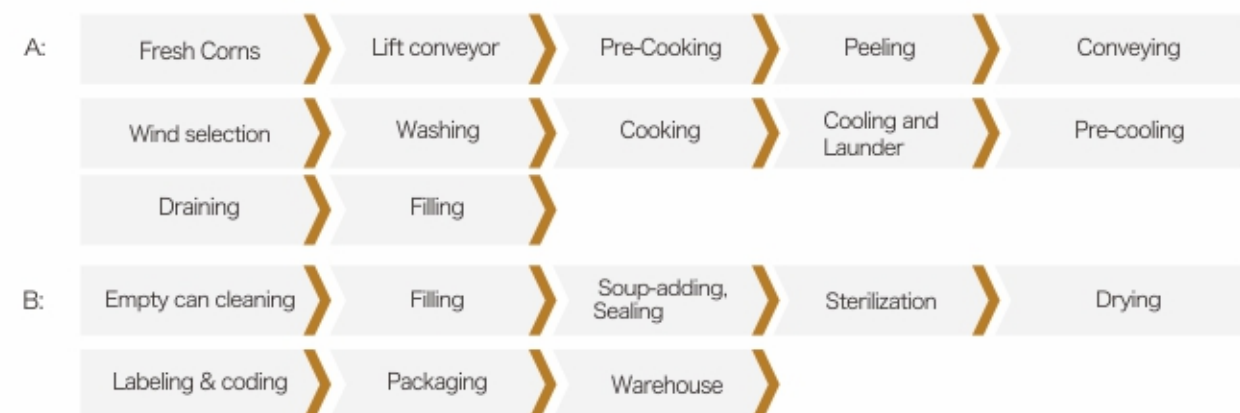 A: Fresh Corns Lift conveyor Pre-Cooking Peeling Conveying
Wind selection Washing Cooking Cooling and Launder Pre-cooling
Draining Filling
B: Empty can cleaning Filling Soup-adding, Sealing Sterilization Drying
Labeling & coding Packaging Warehouse